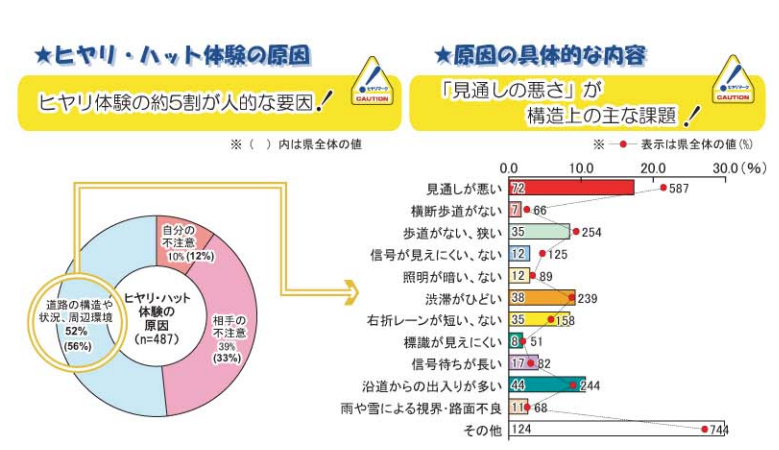 ★ヒヤリ・ハット体験の原因
ヒヤリ体験の約5割が人的な要因!
ヒヤリマーク
CAUTION
※（　）内は県全体の値
自分の
不注意
10% (12%)
道路の構造や
状況、周辺環境
52%
(56%)
ヒヤリ・ハット
体験の
原因
(n=487)
相手の
不注意
39%
(33%)
★原因の具体的な内容
「見通しの悪さ」が
構造上の主な課題!
ヒヤリマーク
CAUTION
※ 表示は県全体の値(%)
0.0 10.0 20.0 30.0 (%)
見通しが悪い 72 587
横断歩道がない 7 66
歩道がない、狭い 35 254
信号が見えにくい、ない 12 125
照明が暗い、ない 12 89
渋滞がひどい 38 239
右折レーンが短い、ない 35 158
標識が見えにくい 8 51
信号待ちが長い 17 82
沿道からの出入りが多い 44 244
雨や雪による視界・路面不良 11 68
その他 124 744